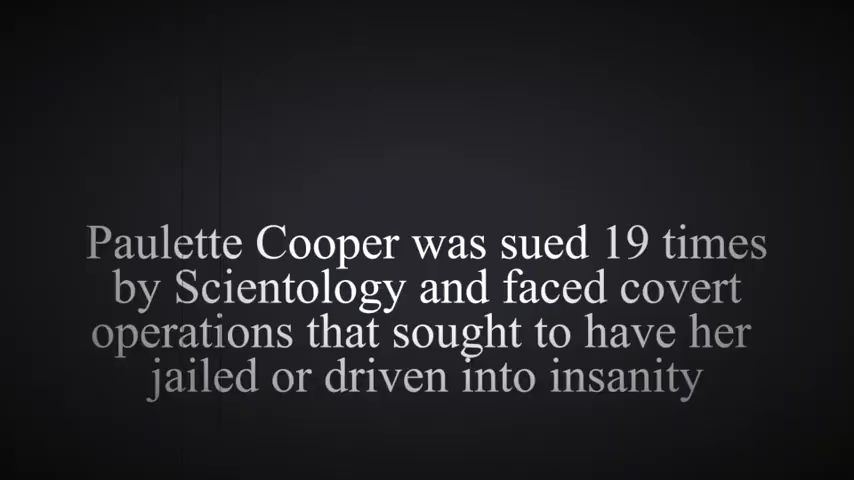 Paulette Cooper was sued 19 times
by Scientology and faced covert
operations that sought to have her
jailed or driven into insanity